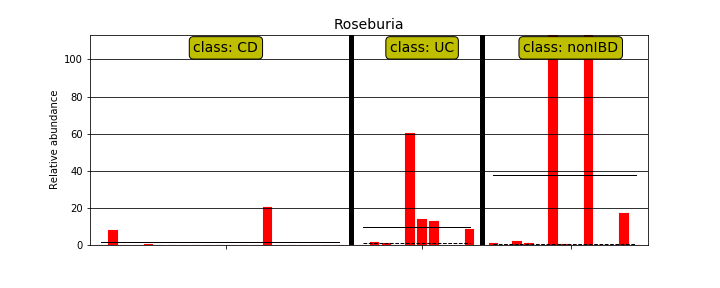 Roseburia
class: CD
class: UC
class: nonIBD
Relative abundance
100
80
60
40
20
0